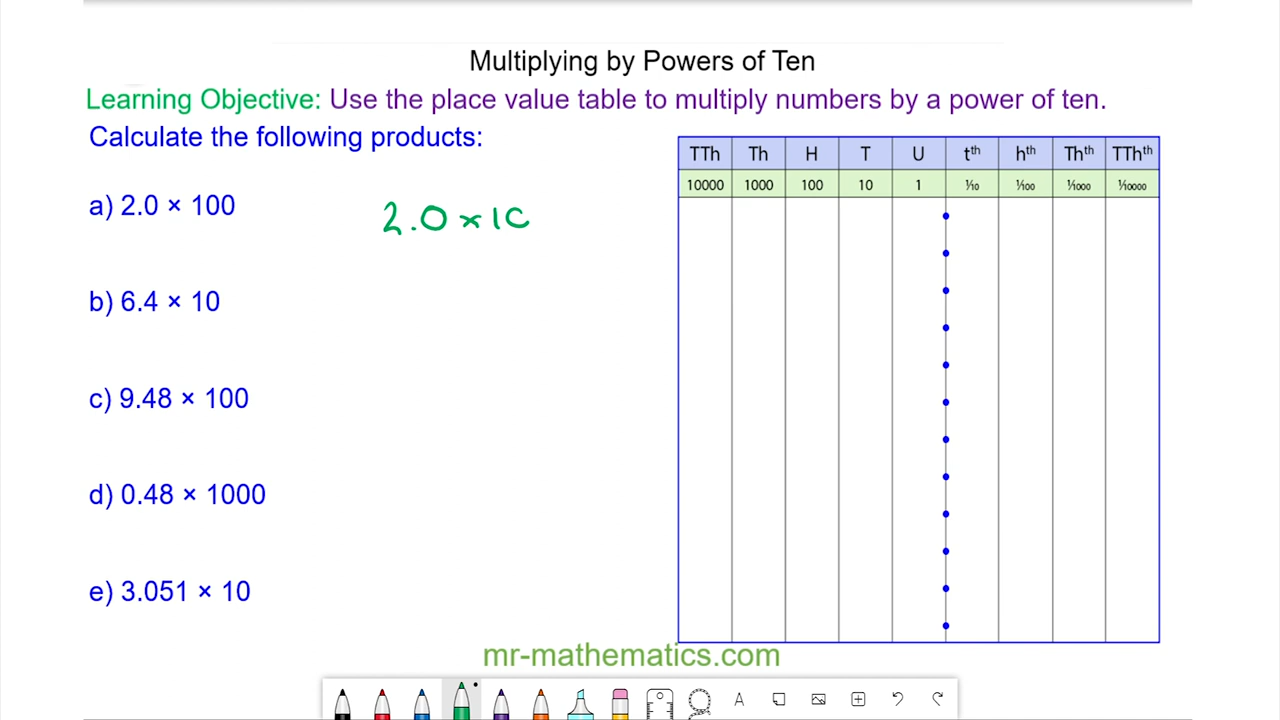 Multiplying by Powers of Ten
Learning Objective: Use the place value table to multiply numbers by a power of ten.
Calculate the following products:
a) 2.0 × 100
2.0 × 1C
b) 6.4 × 10
c) 9.48 × 100
d) 0.48 × 1000
e) 3.051 × 10
TTh Th H T U tᵗʰ hᵗʰ Thᵗʰ TThᵗʰ
10000 1000 100 10 1 1/10 1/100 1/1000 1/10000
mr-mathematics.com
A